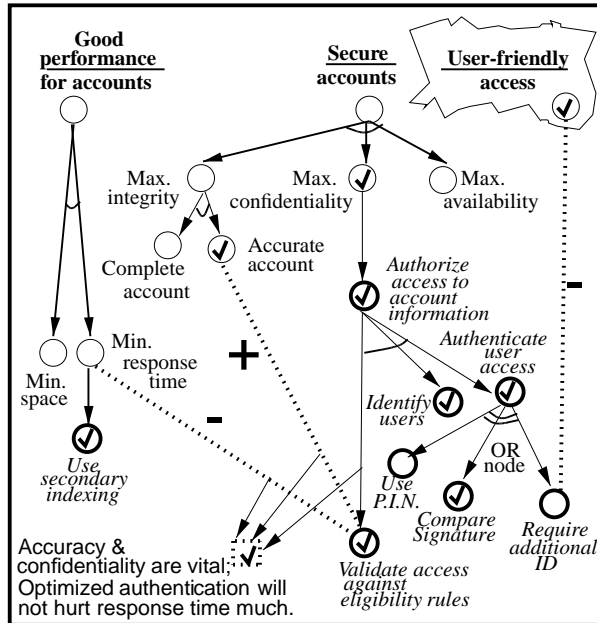 Good
performance
for accounts
Secure
accounts
User-friendly
access
Max.
integrity
Max.
confidentiality
Max.
availability
Complete
account
Accurate
account
Authorize
access to
account
information
Authenticate
user
access
Min.
space
Min.
response
time
+
-
-
Identify
users
Use
secondary
indexing
OR
node
Use
P.I.N.
Compare
Signature
Require
additional
ID
Accuracy &
confidentiality are vital;
Optimized authentication will
not hurt response time much.
Validate access
against
eligibility rules